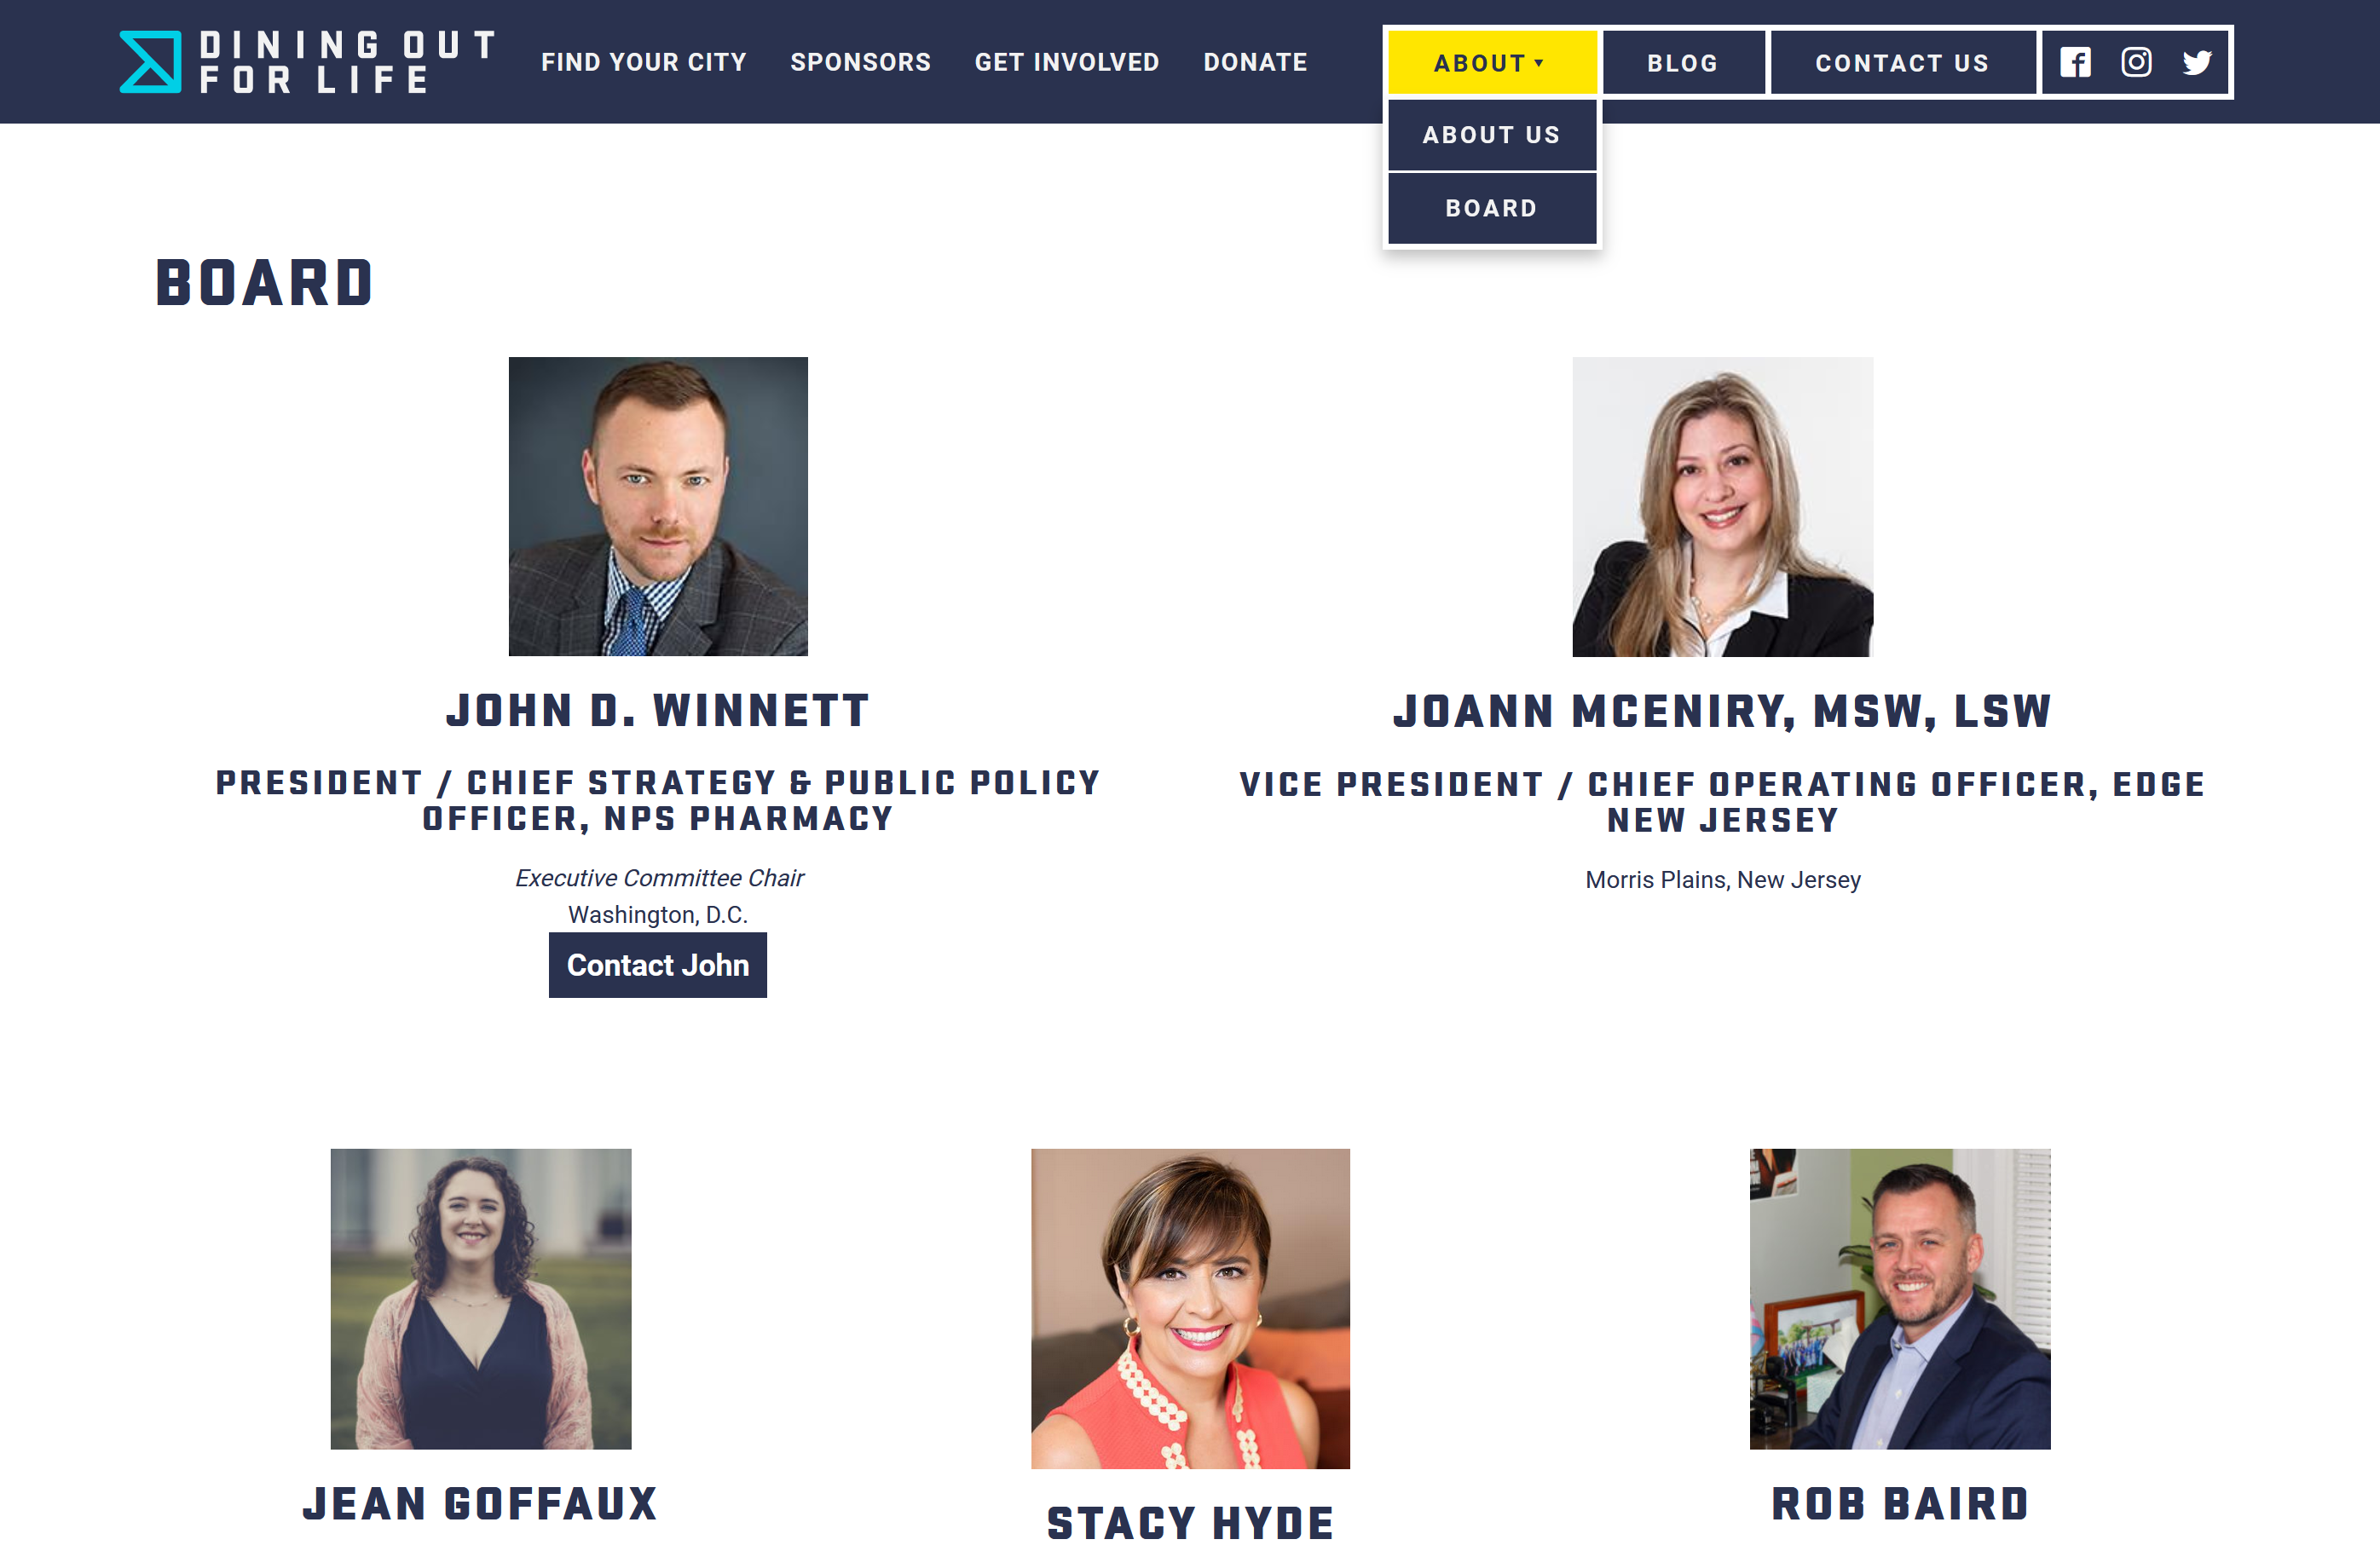 DINING OUT
FOR LIFE
FIND YOUR CITY
SPONSORS
GET INVOLVED
DONATE
ABOUT
BLOG
CONTACT US
ABOUT US
BOARD
BOARD
JOHN D. WINNETT
PRESIDENT / CHIEF STRATEGY & PUBLIC POLICY
OFFICER, NPS PHARMACY
Executive Committee Chair
Washington, D.C.
Contact John
JOANN MCENIRY, MSW, LSW
VICE PRESIDENT / CHIEF OPERATING OFFICER, EDGE
NEW JERSEY
Morris Plains, New Jersey
JEAN GOFFAUX
STACY HYDE
ROB BAIRD